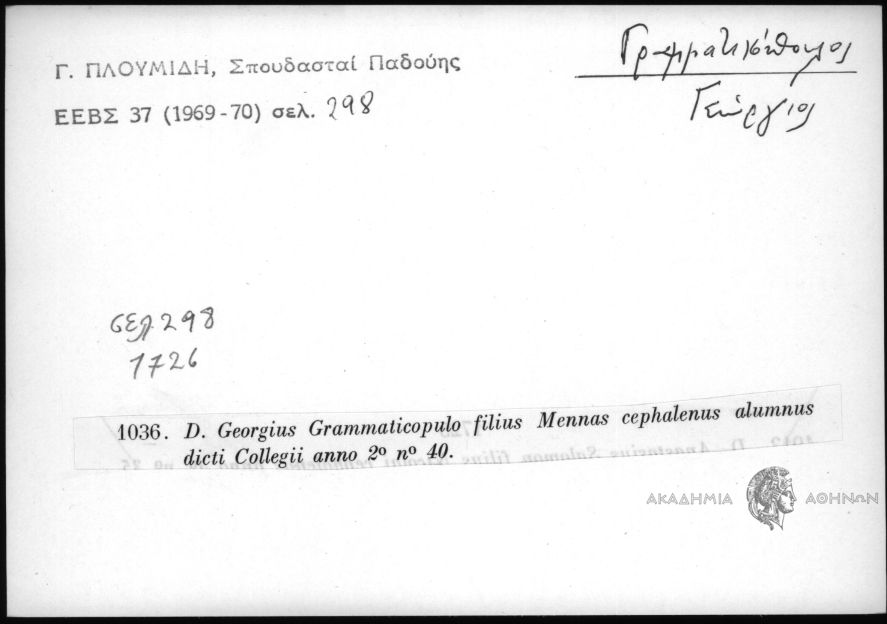 Γ. ΠΛΟΥΜΙΔΗ, Σπουδασταί Παδούης
ΕΕΒΣ 37 (1969-70) σελ. 298
Γραμματικόπουλος
Γεώργιος
σελ 298
1726
1036. D. Georgius Grammaticopulo filius Mennas cephalenus alumnus
dicti Collegii anno 2º nº 40.
ΑΚΑΔΗΜΙΑ ΑΘΗΝΩΝ